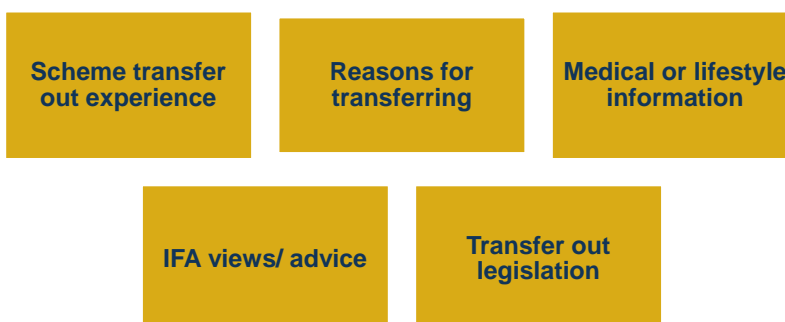 Scheme transfer
out experience
Reasons for
transferring
Medical or lifestyle
information
IFA views/ advice
Transfer out
legislation